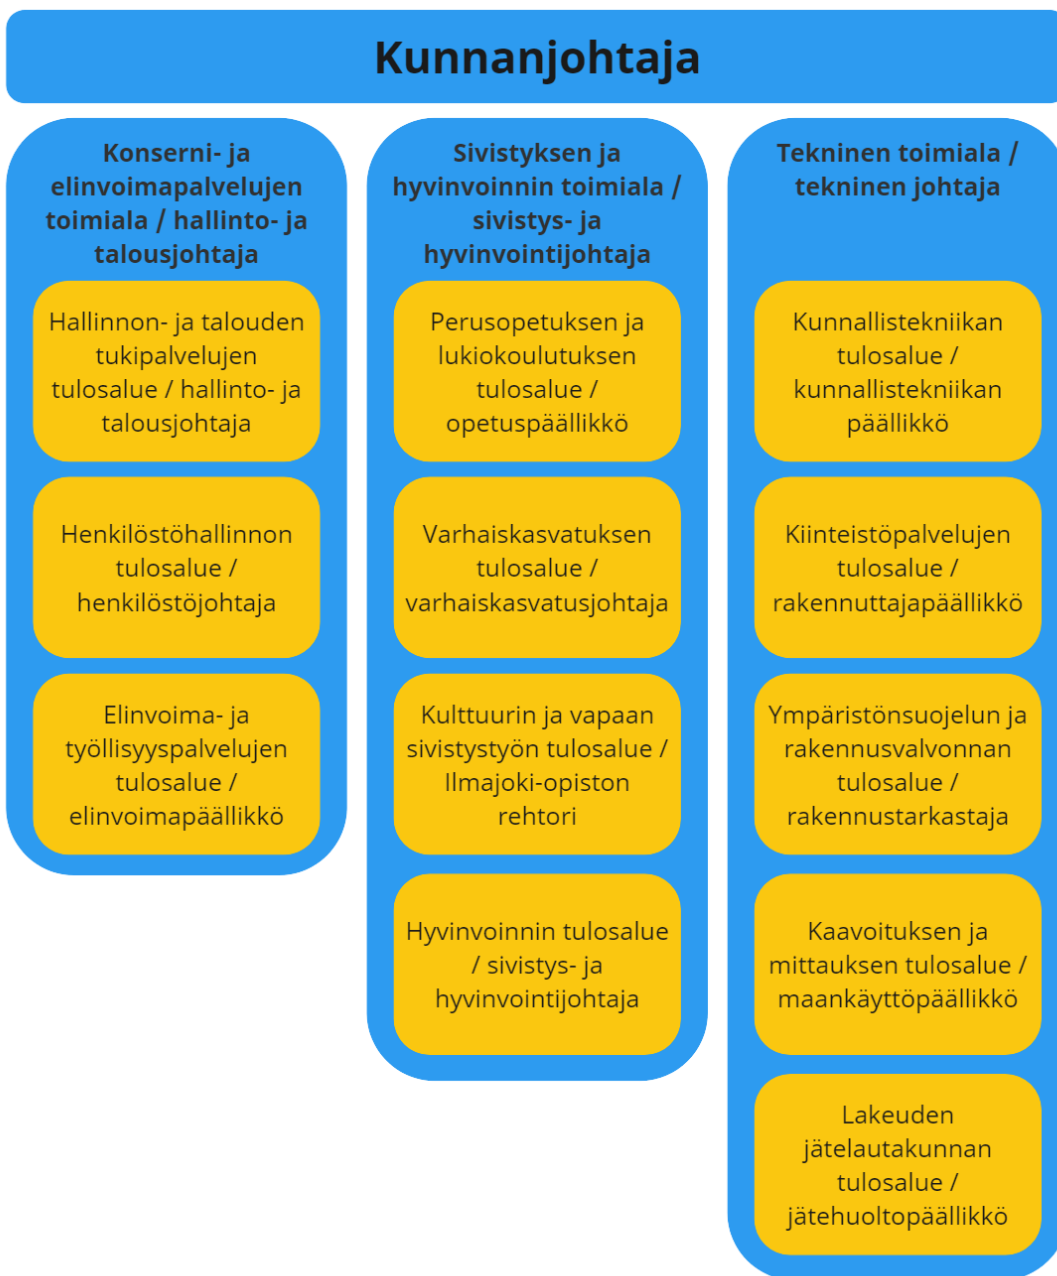 Kunnanjohtaja
Konserni- ja
elinvoimapalvelujen
toimiala / hallinto- ja
talousjohtaja
Hallinnon- ja talouden
tukipalvelujen
tulosalue / hallinto- ja
talousjohtaja
Henkilöstöhallinnon
tulosalue /
henkilöstöjohtaja
Elinvoima- ja
työllisyyspalvelujen
tulosalue /
elinvoimapäällikkö
Sivistyksen ja
hyvinvoinnin toimiala /
sivistys- ja
hyvinvointijohtaja
Perusopetuksen ja
lukiokoulutuksen
tulosalue /
opetuspäällikkö
Varhaiskasvatuksen
tulosalue /
varhaiskasvatusjohtaja
Kulttuurin ja vapaan
sivistystyön tulosalue /
Ilmajoki-opiston
rehtori
Hyvinvoinnin tulosalue
/ sivistys- ja
hyvinvointijohtaja
Tekninen toimiala /
tekninen johtaja
Kunnallistekniikan
tulosalue /
kunnallistekniikan
päällikkö
Kiinteistöpalvelujen
tulosalue /
rakennuttajapäällikkö
Ympäristönsuojelun ja
rakennusvalvonnan
tulosalue /
rakennustarkastaja
Kaavoituksen ja
mittauksen tulosalue /
maankäyttöpäällikkö
Lakeuden
jätelautakunnan
tulosalue /
jätehuoltopäällikkö